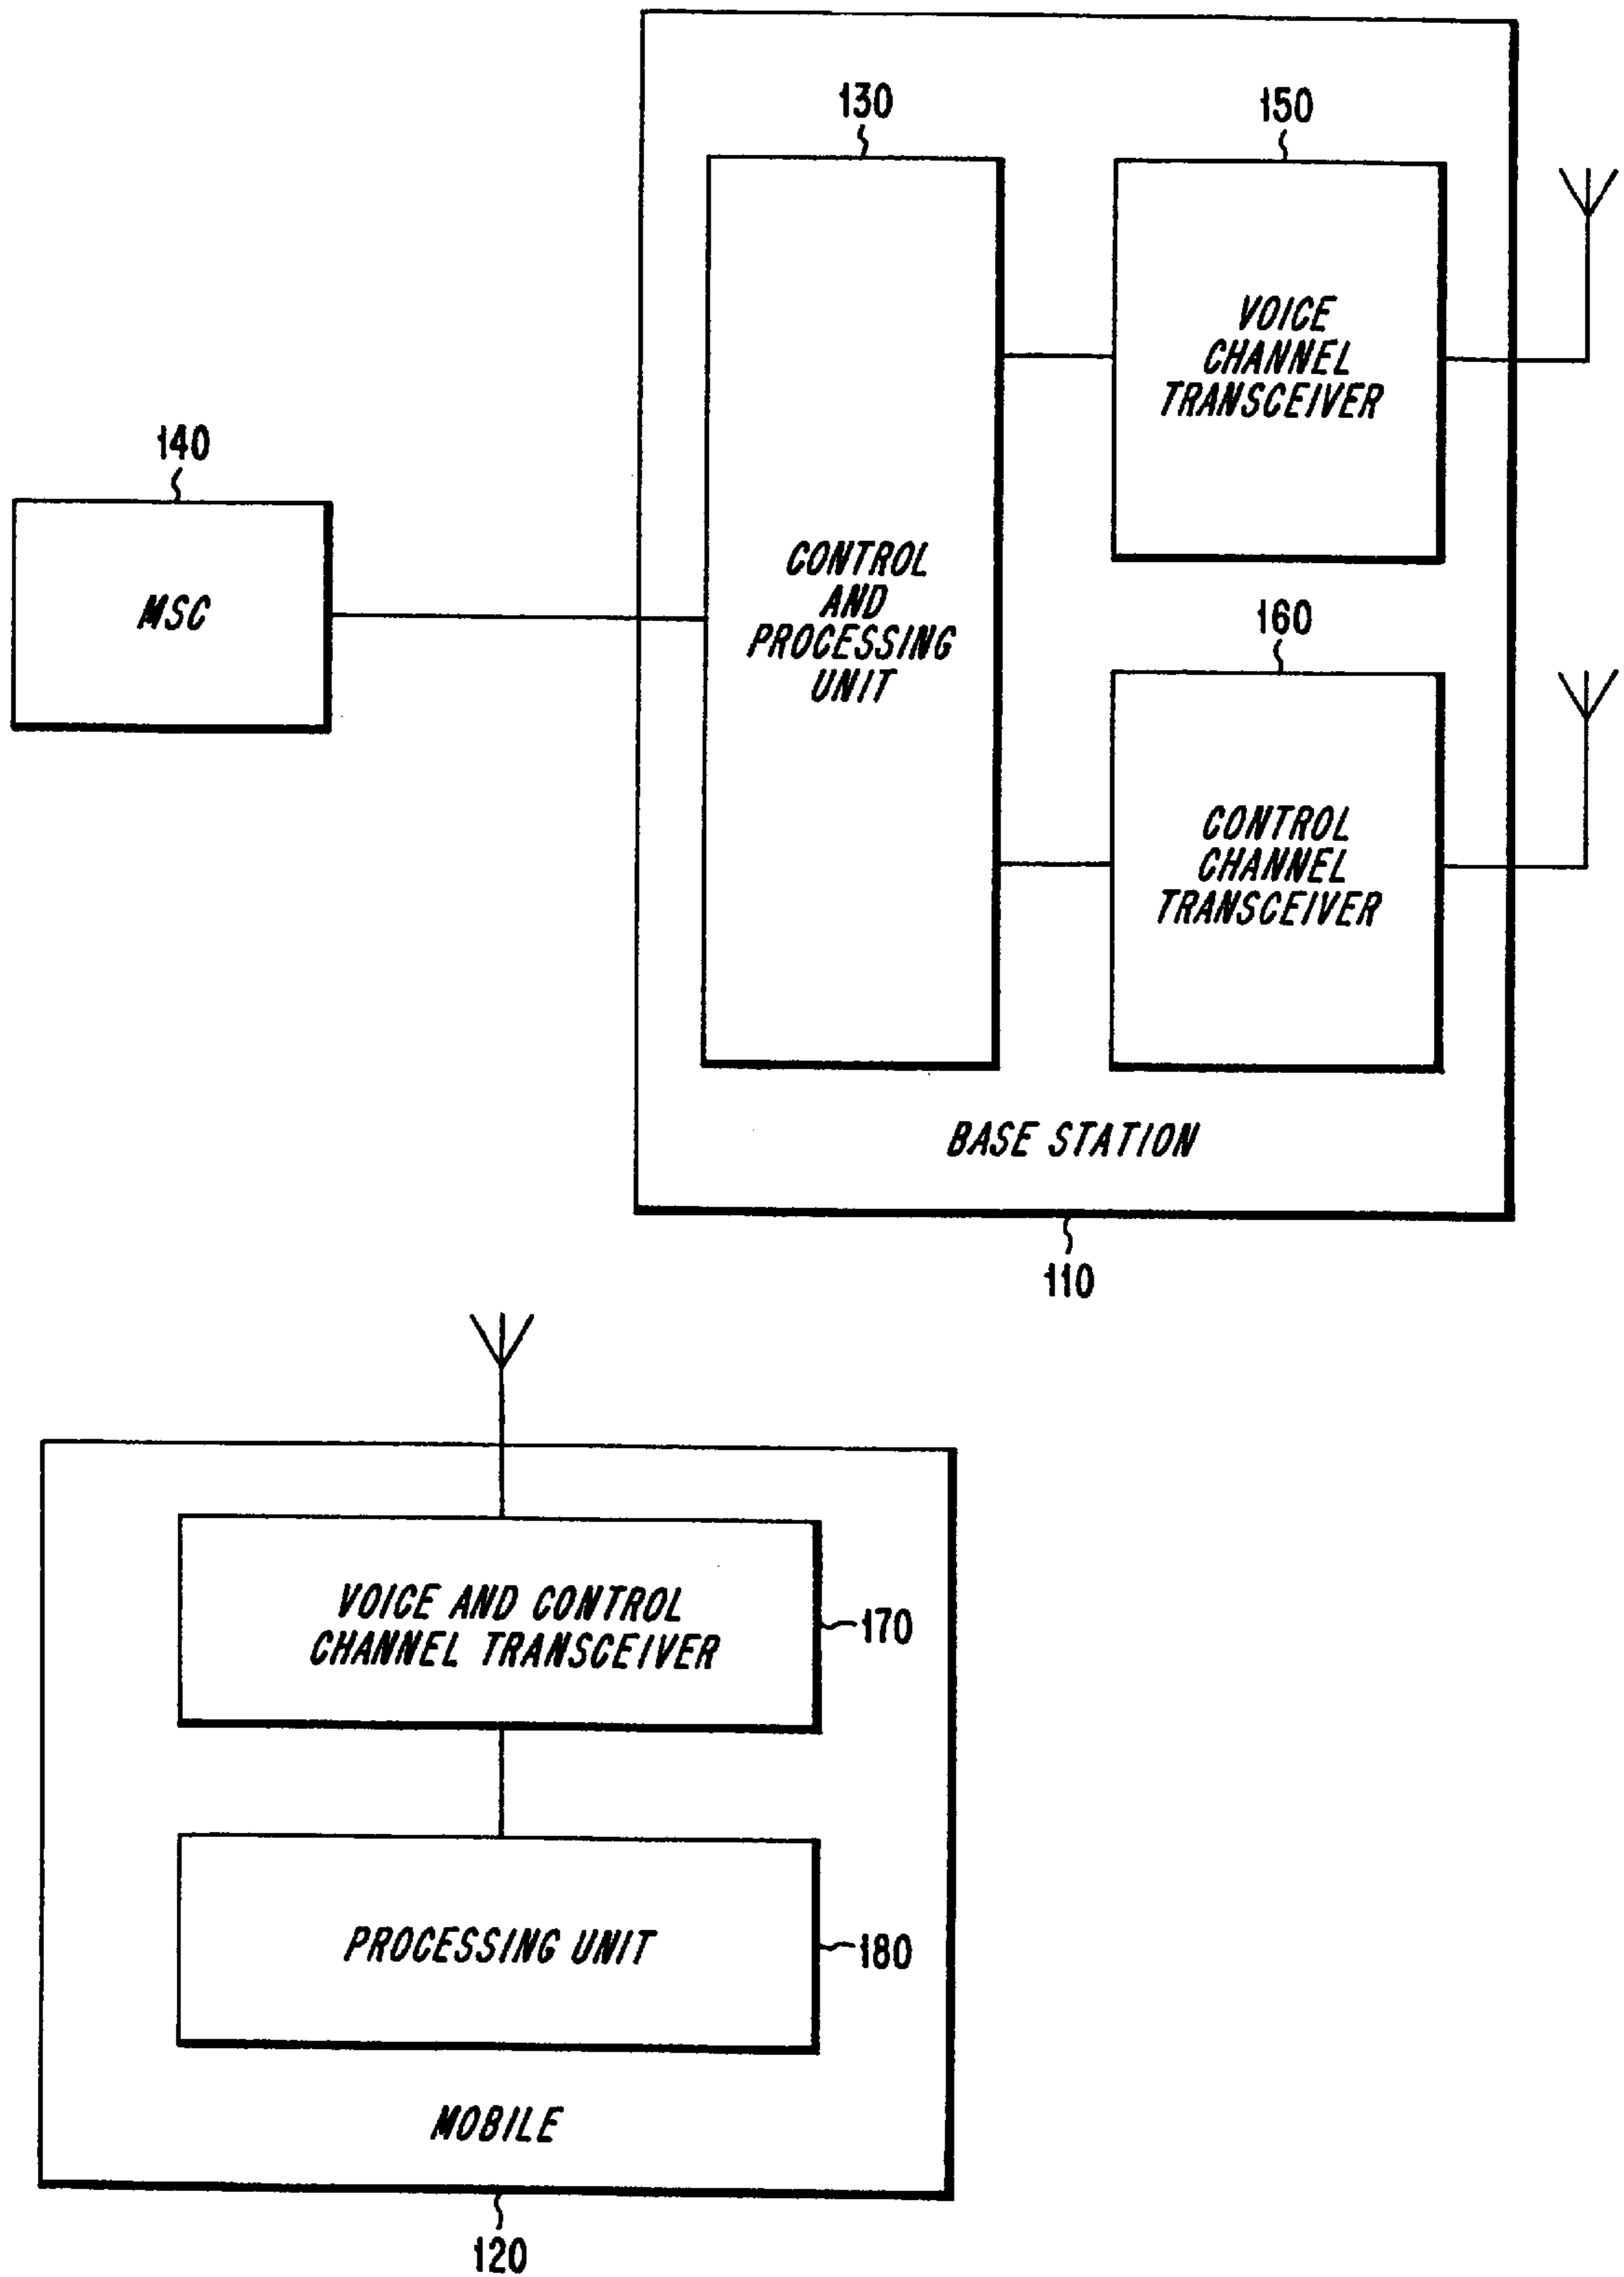 130
150
VOICE
CHANNEL
TRANSCEIVER
140
MSC
CONTROL
AND
PROCESSING
UNIT
160
CONTROL
CHANNEL
TRANSCEIVER
BASE STATION
110
VOICE AND CONTROL
CHANNEL TRANSCEIVER
170
PROCESSING UNIT
180
MOBILE
120